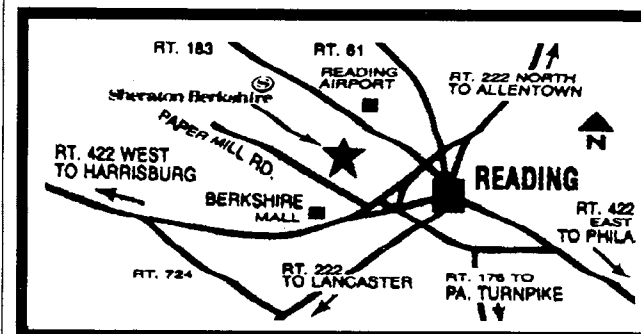 RT. 183
RT. 61
READING
AIRPORT
RT. 222 NORTH
TO ALLENTOWN
S
Sheraton Berkshire
PAPER MILL RD.
N
RT. 422 WEST
TO HARRISBURG
READING
BERKSHIRE
MALL
RT. 422
EAST
TO PHILA.
RT. 724
RT. 222
TO LANCASTER
RT. 176 TO
PA. TURNPIKE